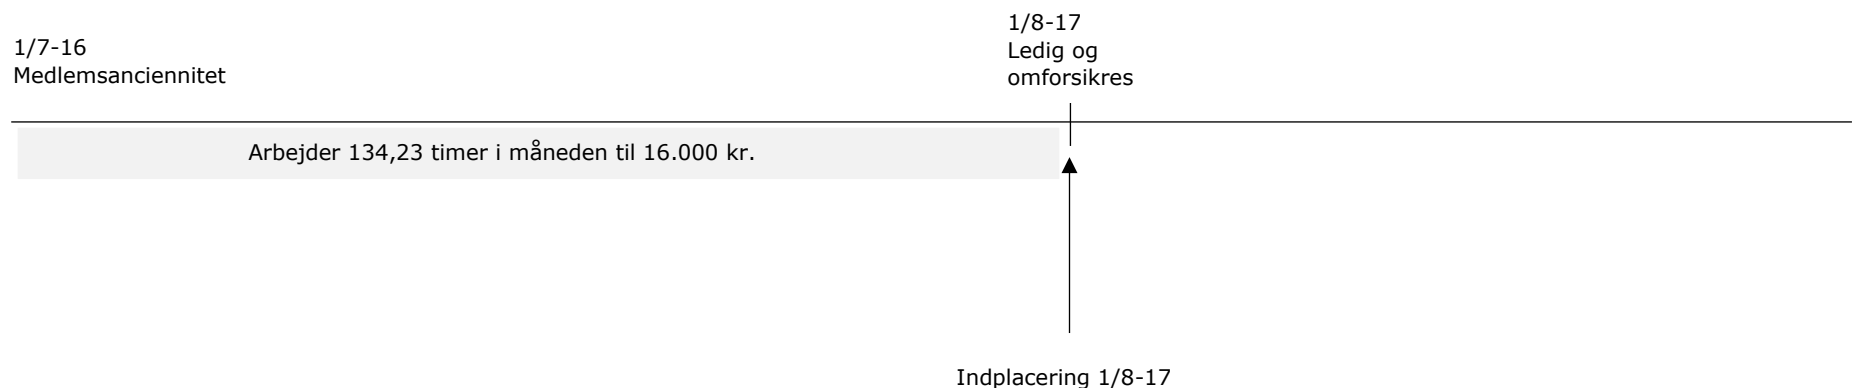 1/7-16
Medlemsanciennitet
1/8-17
Ledig og
omforsikres
Arbejder 134,23 timer i måneden til 16.000 kr.
Indplacering 1/8-17